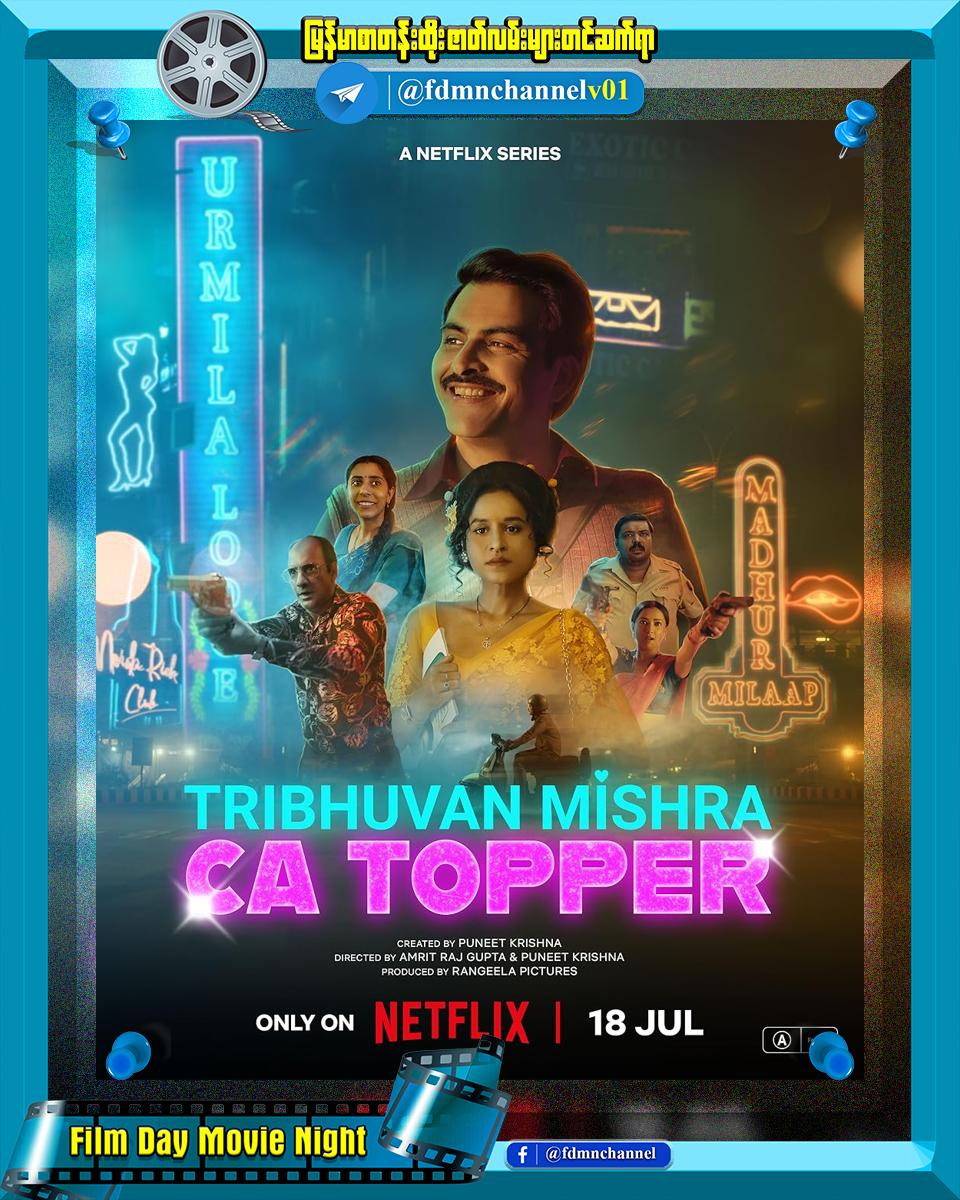 မြန်မာစာတန်းထိုးဇာတ်လမ်းများတင်ဆက်ရာ
@fdmnchannelv01
A NETFLIX SERIES
EXOTIC C
URMILA LODGE
MADHUR
MILAAP
Club
TRIBHUVAN MISHRA
CA TOPPER
CREATED BY PUNEET KRISHNA
DIRECTED BY AMRIT RAJ GUPTA & PUNEET KRISHNA
PRODUCED BY RANGEELA PICTURES
ONLY ON NETFLIX | 18 JUL
A
Film Day Movie Night
f @fdmnchannel